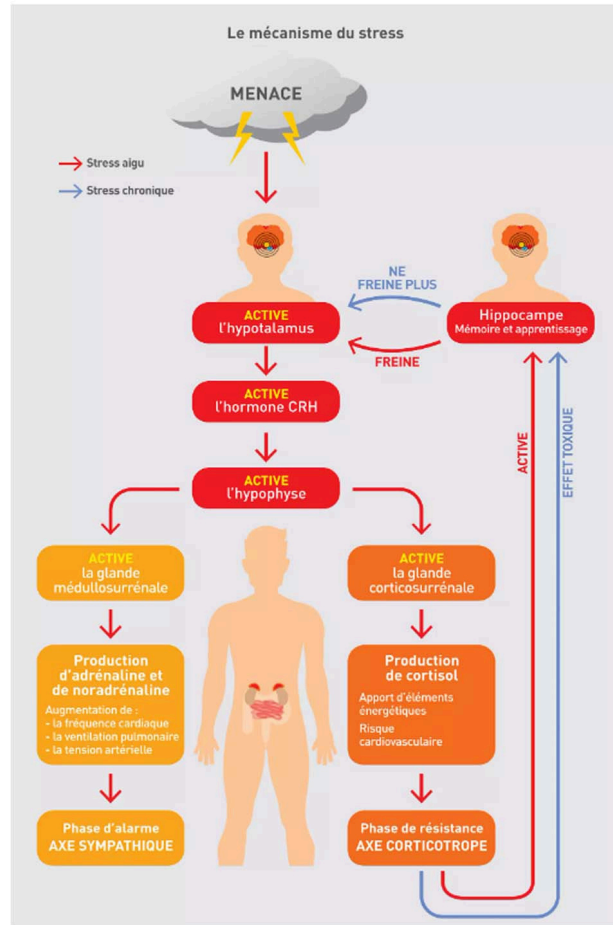 Le mécanisme du stress
MENACE
Stress aigu
Stress chronique
NE
FREINE PLUS
ACTIVE
l'hypotalamus
Hippocampe
Mémoire et apprentissage
FREINE
ACTIVE
l'hormone CRH
ACTIVE
l'hypophyse
ACTIVE
EFFET TOXIQUE
ACTIVE
la glande
médullosurrénale
ACTIVE
la glande
corticosurrénale
Production
d'adrénaline et
de noradrénaline
Augmentation de :
- la fréquence cardiaque
- la ventilation pulmonaire
- la tension artérielle
Production
de cortisol
Apport d'éléments
énergétiques
Risque
cardiovasculaire
Phase d'alarme
AXE SYMPATHIQUE
Phase de résistance
AXE CORTICOTROPE